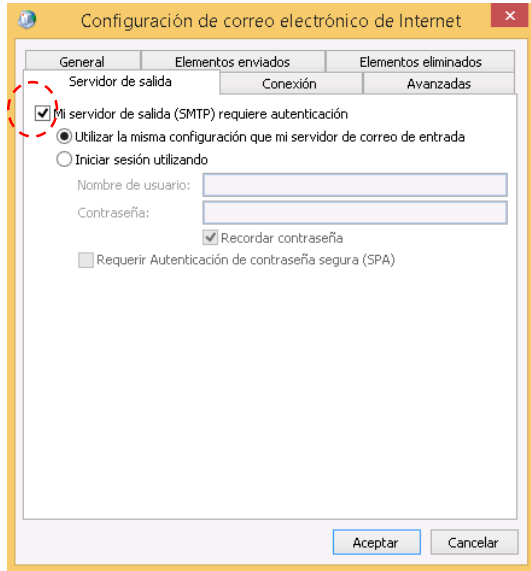 Configuración de correo electrónico de Internet
General Elementos enviados Elementos eliminados
Servidor de salida Conexión Avanzadas
Mi servidor de salida (SMTP) requiere autenticación
Utilizar la misma configuración que mi servidor de correo de entrada
Iniciar sesión utilizando
Nombre de usuario:
Contraseña:
Recordar contraseña
Requerir Autenticación de contraseña segura (SPA)
Aceptar Cancelar